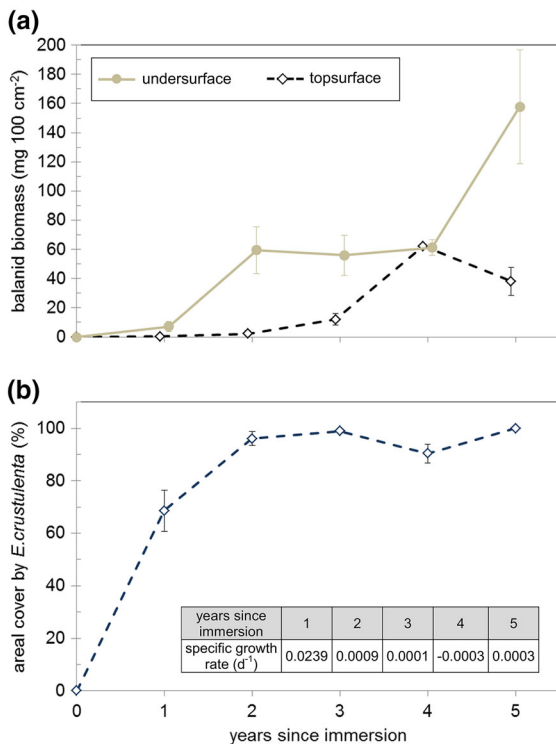 (a)
200
180
160
140
120
100
80
60
40
20
0
balanid biomass (mg 100 cm-2)
undersurface topsurface
(b)
100
80
60
40
20
0
areal cover by E.crustulenta (%)
years since immersion 1 2 3 4 5
specific growth rate (d-1) 0.0239 0.0009 0.0001 -0.0003 0.0003
0 1 2 3 4 5
years since immersion